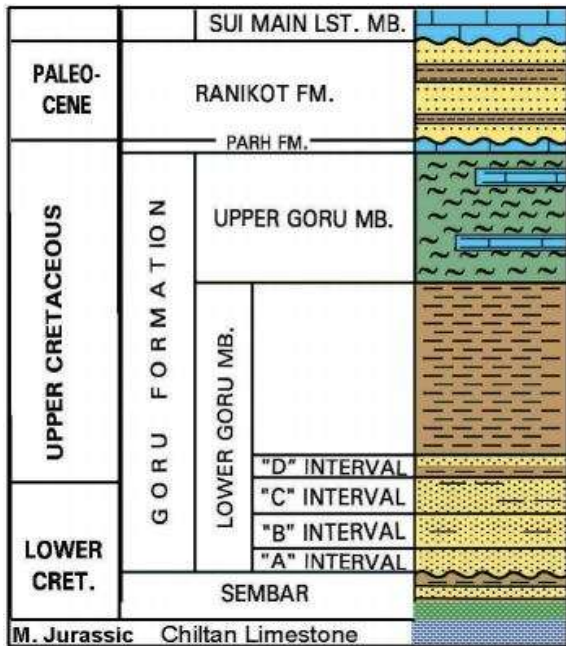 SUI MAIN LST. MB.
PALEO-
CENE
RANIKOT FM.
PARH FM.
UPPER CRETACEOUS
GORU FORMATION
UPPER GORU MB.
LOWER GORU MB.
"D" INTERVAL
"C" INTERVAL
"B" INTERVAL
"A" INTERVAL
LOWER
CRET.
SEMBAR
M. Jurassic Chiltan Limestone